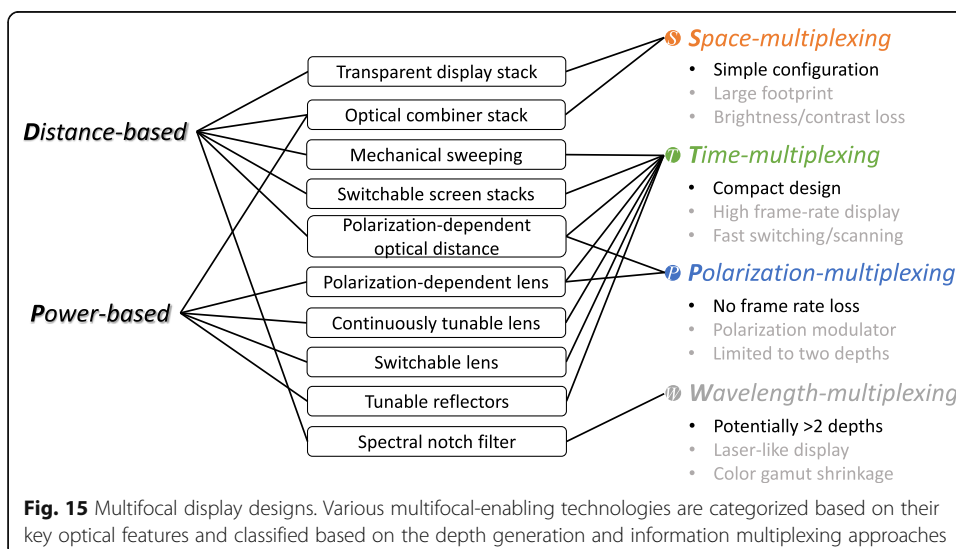 Distance-based
Power-based
Transparent display stack
Optical combiner stack
Mechanical sweeping
Switchable screen stacks
Polarization-dependent
optical distance
Polarization-dependent lens
Continuously tunable lens
Switchable lens
Tunable reflectors
Spectral notch filter
S Space-multiplexing
• Simple configuration
• Large footprint
• Brightness/contrast loss
T Time-multiplexing
• Compact design
• High frame-rate display
• Fast switching/scanning
P Polarization-multiplexing
• No frame rate loss
• Polarization modulator
• Limited to two depths
W Wavelength-multiplexing
• Potentially >2 depths
• Laser-like display
• Color gamut shrinkage
Fig. 15 Multifocal display designs. Various multifocal-enabling technologies are categorized based on their
key optical features and classified based on the depth generation and information multiplexing approaches